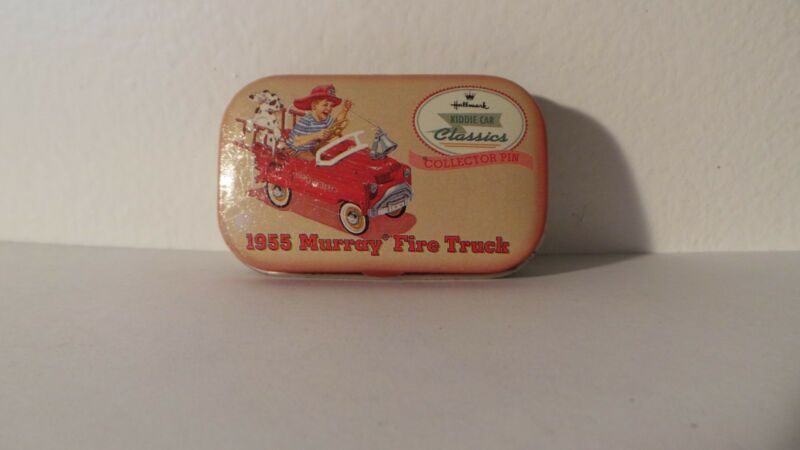 Hallmark
KIDDIE CAR
Classics
COLLECTOR PIN
1955 Murray® Fire Truck